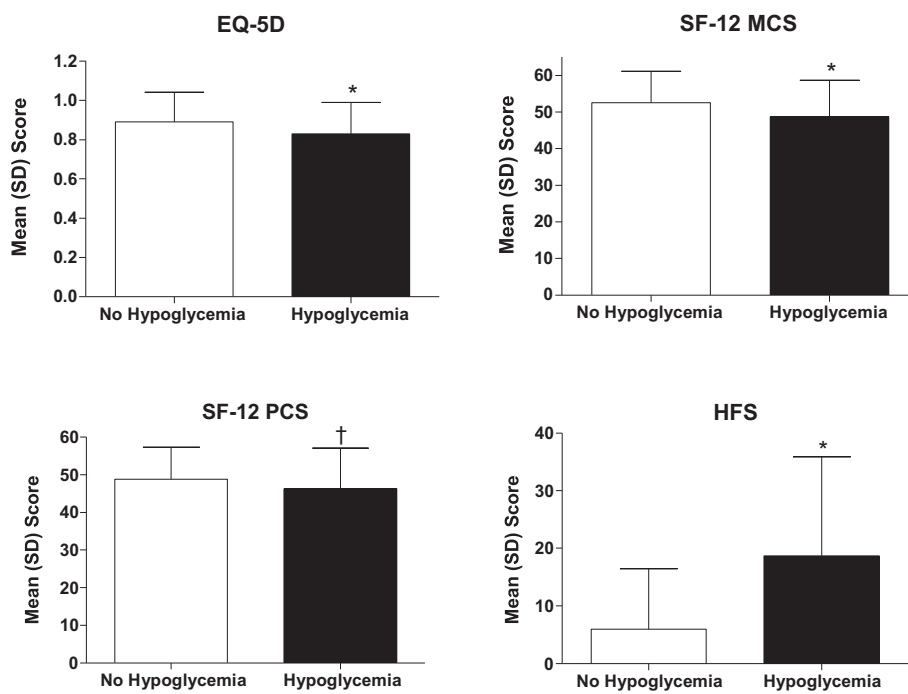 EQ-5D
Mean (SD) Score
1.2
1.0
0.8
0.6
0.4
0.2
0.0
*
No Hypoglycemia Hypoglycemia
SF-12 MCS
Mean (SD) Score
60
50
40
30
20
10
0
*
No Hypoglycemia Hypoglycemia
SF-12 PCS
Mean (SD) Score
60
50
40
30
20
10
0
†
No Hypoglycemia Hypoglycemia
HFS
Mean (SD) Score
40
30
20
10
0
*
No Hypoglycemia Hypoglycemia